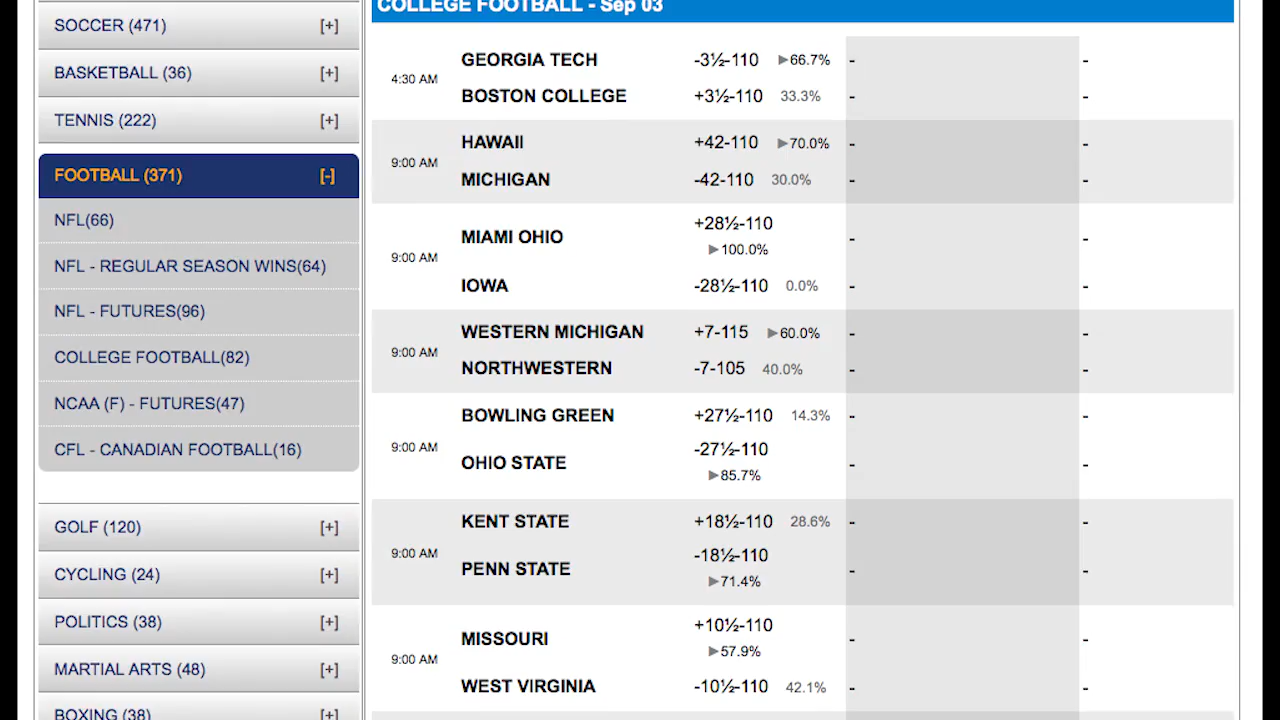 COLLEGE FOOTBALL - Sep 03
SOCCER (471) [+]
BASKETBALL (36) [+]
TENNIS (222) [+]
FOOTBALL (371) [-]
NFL(66)
NFL - REGULAR SEASON WINS(64)
NFL - FUTURES(96)
COLLEGE FOOTBALL(82)
NCAA (F) - FUTURES(47)
CFL - CANADIAN FOOTBALL(16)
GOLF (120) [+]
CYCLING (24) [+]
POLITICS (38) [+]
MARTIAL ARTS (48) [+]
BOXING (38) [+]
4:30 AM
GEORGIA TECH -3½-110 ▶66.7% - -
BOSTON COLLEGE +3½-110 33.3% - -
9:00 AM
HAWAII +42-110 ▶70.0% - -
MICHIGAN -42-110 30.0% - -
9:00 AM
MIAMI OHIO +28½-110 - -
▶100.0%
IOWA -28½-110 0.0% - -
9:00 AM
WESTERN MICHIGAN +7-115 ▶60.0% - -
NORTHWESTERN -7-105 40.0% - -
9:00 AM
BOWLING GREEN +27½-110 14.3% - -
OHIO STATE -27½-110 - -
▶85.7%
9:00 AM
KENT STATE +18½-110 28.6% - -
PENN STATE -18½-110 - -
▶71.4%
9:00 AM
MISSOURI +10½-110 - -
▶57.9%
WEST VIRGINIA -10½-110 42.1% - -